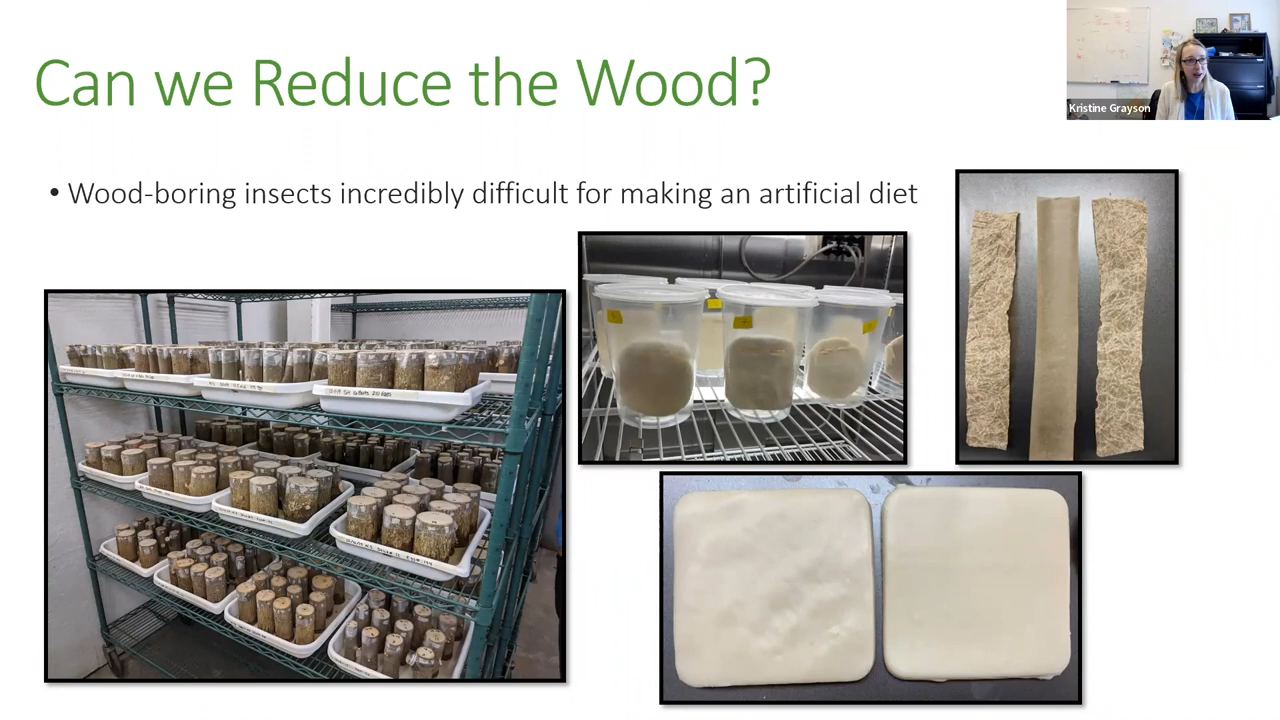 Can we Reduce the Wood?
Kristine Grayson
• Wood-boring insects incredibly difficult for making an artificial diet